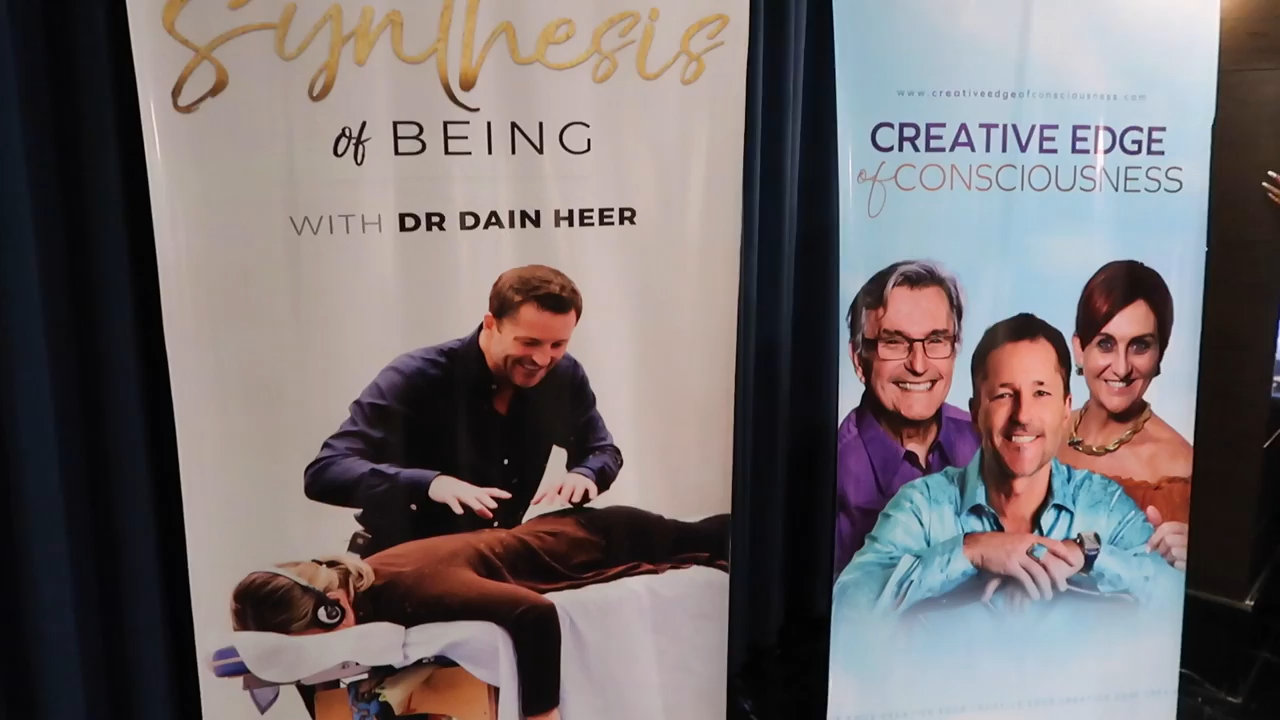 Synthesis
of BEING
WITH DR DAIN HEER
www.creativeedgeofconsciousness.com
CREATIVE EDGE
of CONSCIOUSNESS